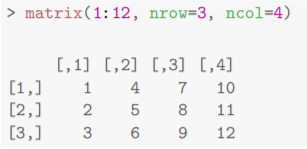 > matrix(1:12, nrow=3, ncol=4)
[,1] [,2] [,3] [,4]
[1,] 1 4 7 10
[2,] 2 5 8 11
[3,] 3 6 9 12